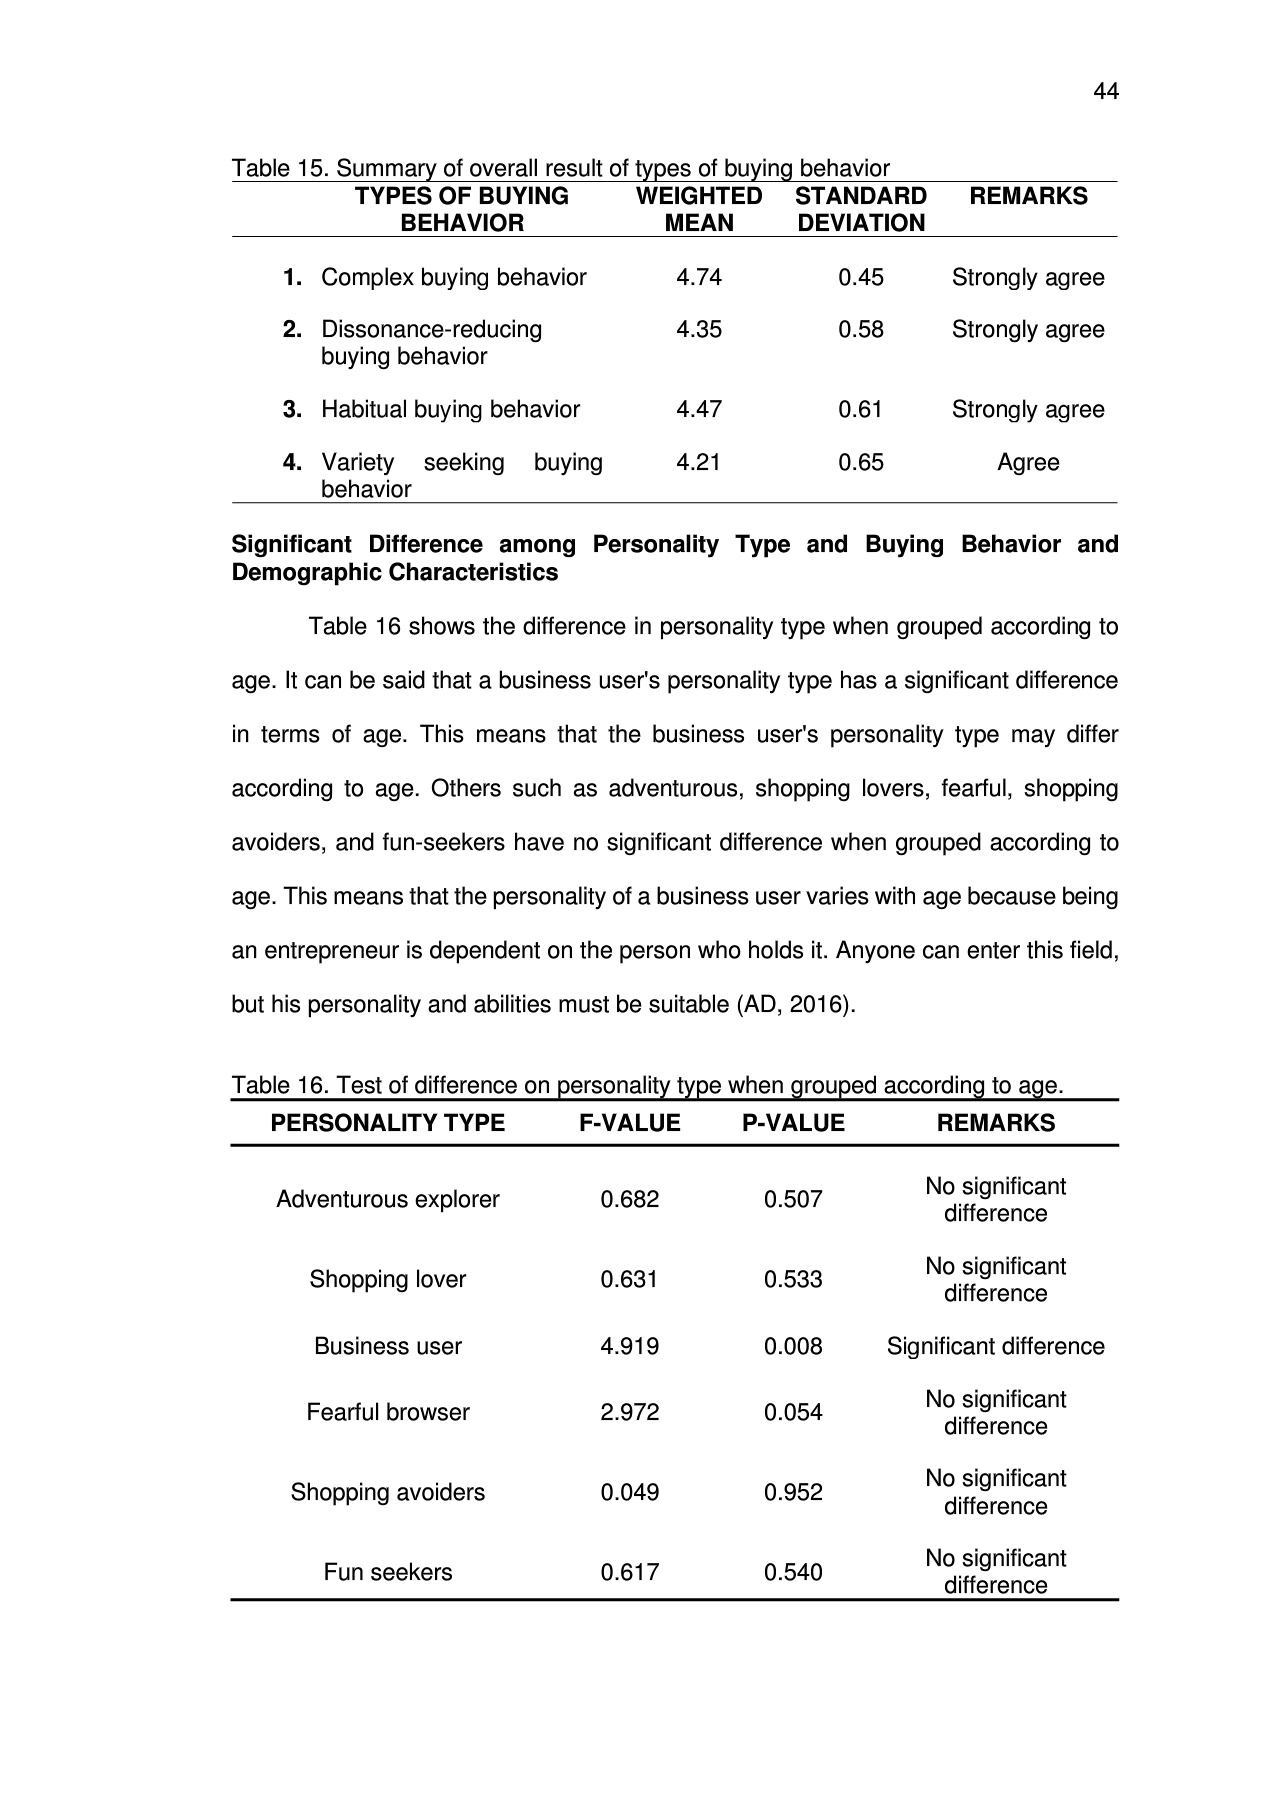 44
Table 15. Summary of overall result of types of buying behavior
TYPES OF BUYING WEIGHTED STANDARD REMARKS
BEHAVIOR MEAN DEVIATION
1. Complex buying behavior 4.74 0.45 Strongly agree
2. Dissonance-reducing 4.35 0.58 Strongly agree
buying behavior
3. Habitual buying behavior 4.47 0.61 Strongly agree
4. Variety seeking buying 4.21 0.65 Agree
behavior
Significant Difference among Personality Type and Buying Behavior and
Demographic Characteristics
Table 16 shows the difference in personality type when grouped according to
age. It can be said that a business user's personality type has a significant difference
in terms of age. This means that the business user's personality type may differ
according to age. Others such as adventurous, shopping lovers, fearful, shopping
avoiders, and fun-seekers have no significant difference when grouped according to
age. This means that the personality of a business user varies with age because being
an entrepreneur is dependent on the person who holds it. Anyone can enter this field,
but his personality and abilities must be suitable (AD, 2016).
Table 16. Test of difference on personality type when grouped according to age.
PERSONALITY TYPE F-VALUE P-VALUE REMARKS
Adventurous explorer 0.682 0.507 No significant
difference
Shopping lover 0.631 0.533 No significant
difference
Business user 4.919 0.008 Significant difference
Fearful browser 2.972 0.054 No significant
difference
Shopping avoiders 0.049 0.952 No significant
difference
Fun seekers 0.617 0.540 No significant
difference